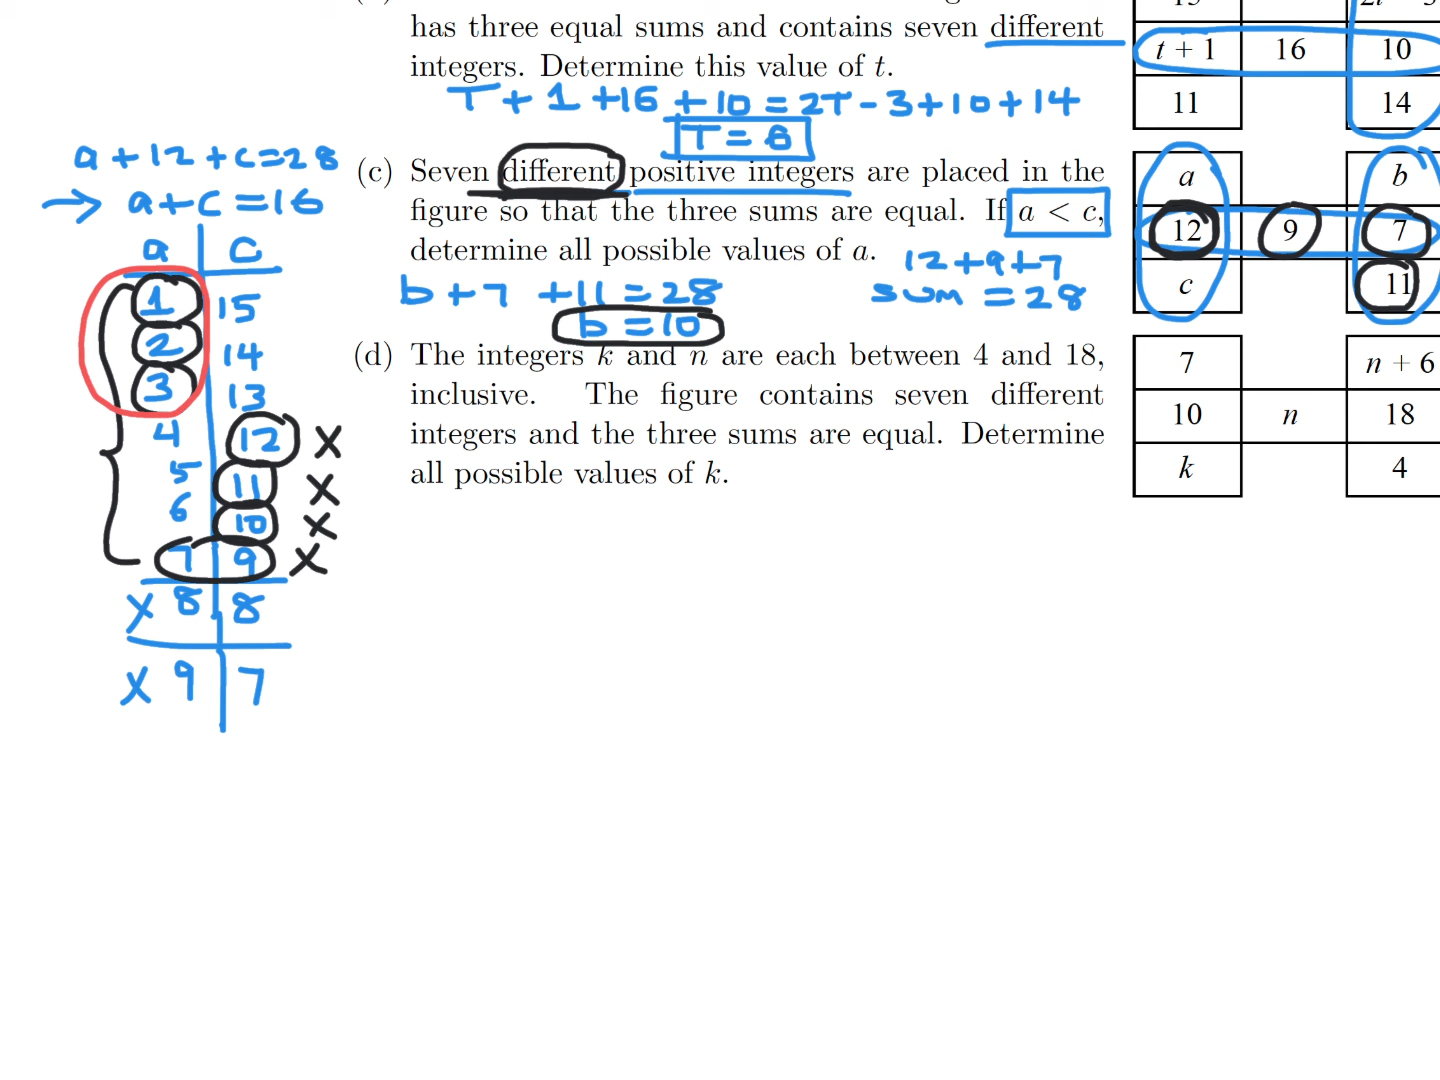 has three equal sums and contains seven different
integers. Determine this value of t.
t + 1 16 10
11 14
T + 1 + 16 + 10 = 2T - 3 + 10 + 14
T = 8
a + 12 + c = 28
→ a + c = 16
(c) Seven different positive integers are placed in the
figure so that the three sums are equal. If a < c,
determine all possible values of a.
a b
12 9 7
c 11
12 + 9 + 7
sum = 28
b + 7 + 11 = 28
b = 10
a c
1 15
2 14
3 13
4 12 X
5 11 X
6 10 X
7 9 X
X 8 8
X 9 7
(d) The integers k and n are each between 4 and 18,
inclusive. The figure contains seven different
integers and the three sums are equal. Determine
all possible values of k.
7 n + 6
10 n 18
k 4